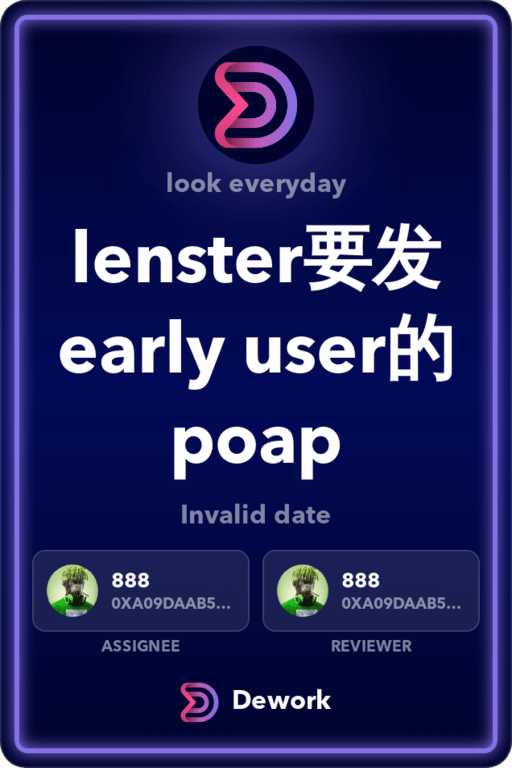 look everyday
lenster要发
early user的
poap
Invalid date
888
0XA09DAAB5...
888
0XA09DAAB5...
ASSIGNEE
REVIEWER
Dework